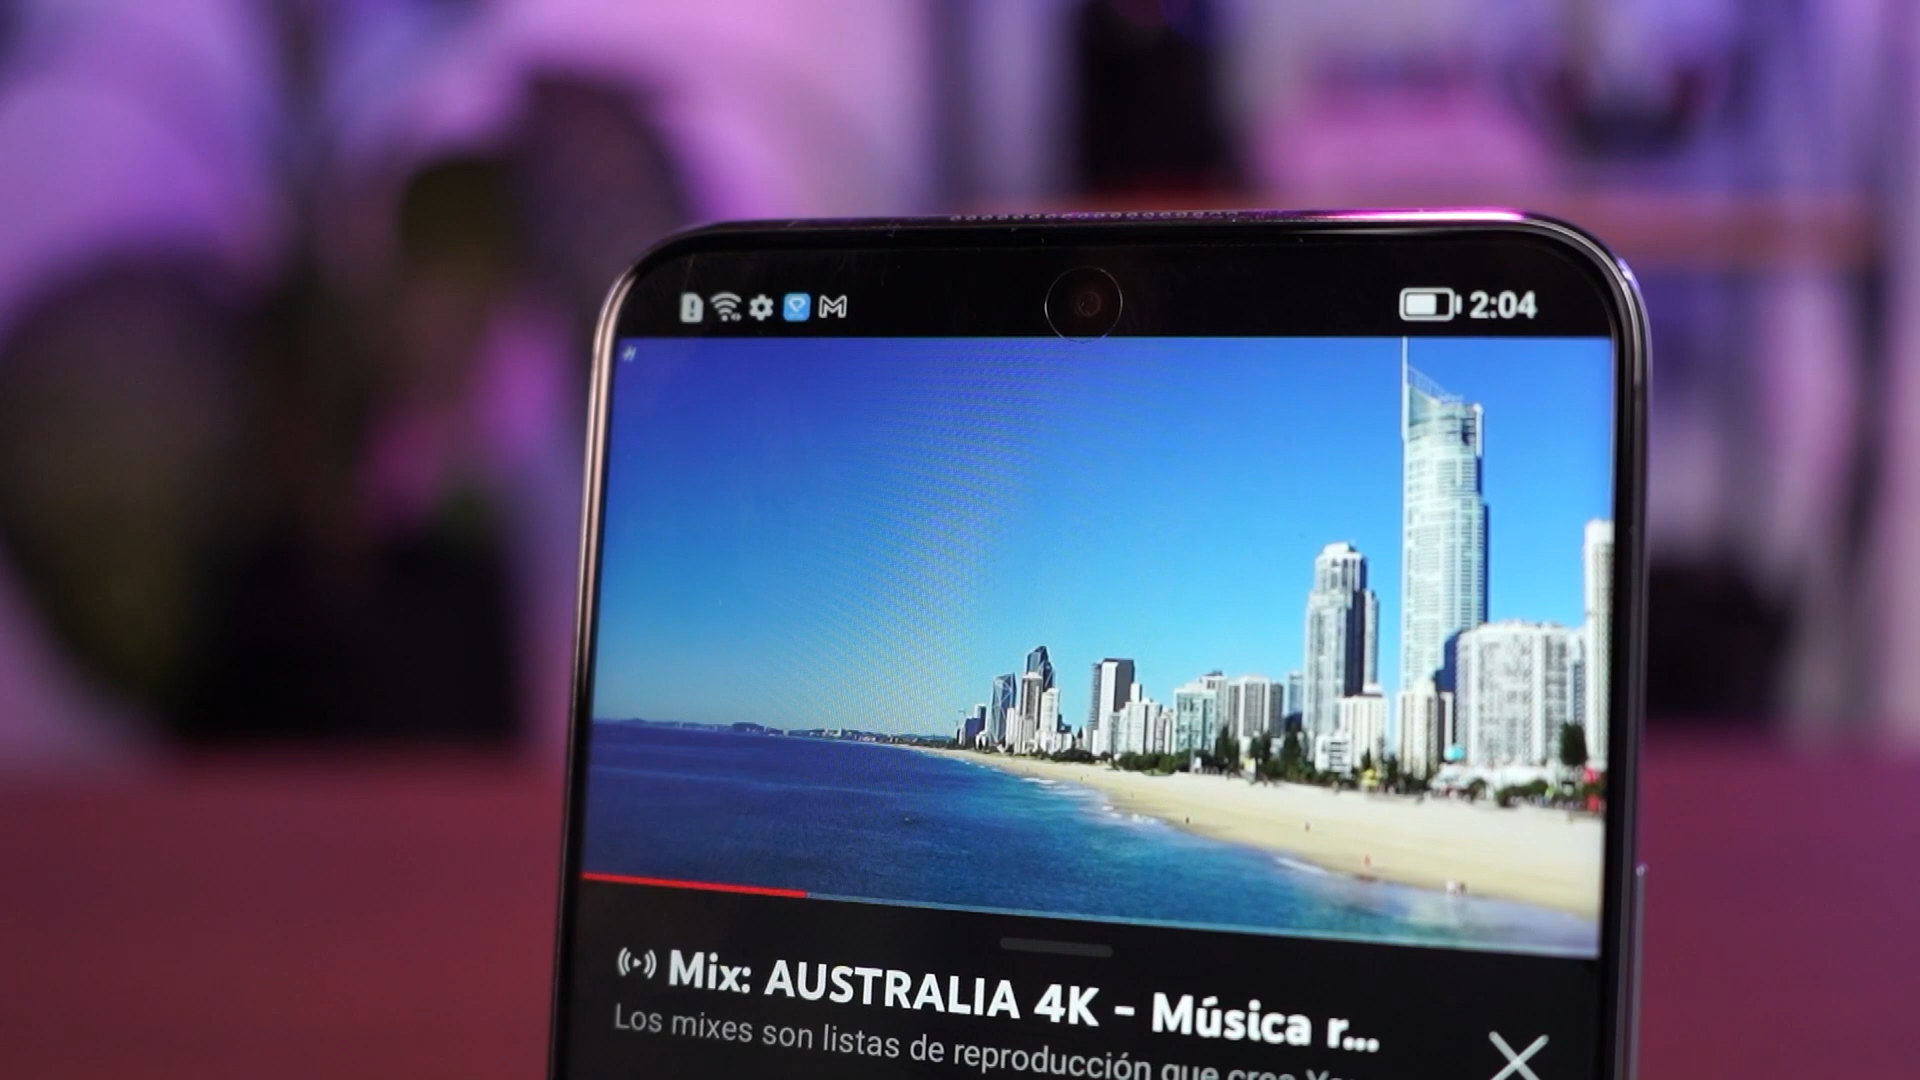 2:04
Mix: AUSTRALIA 4K - Música r...
Los mixes son listas de reproducción que crea